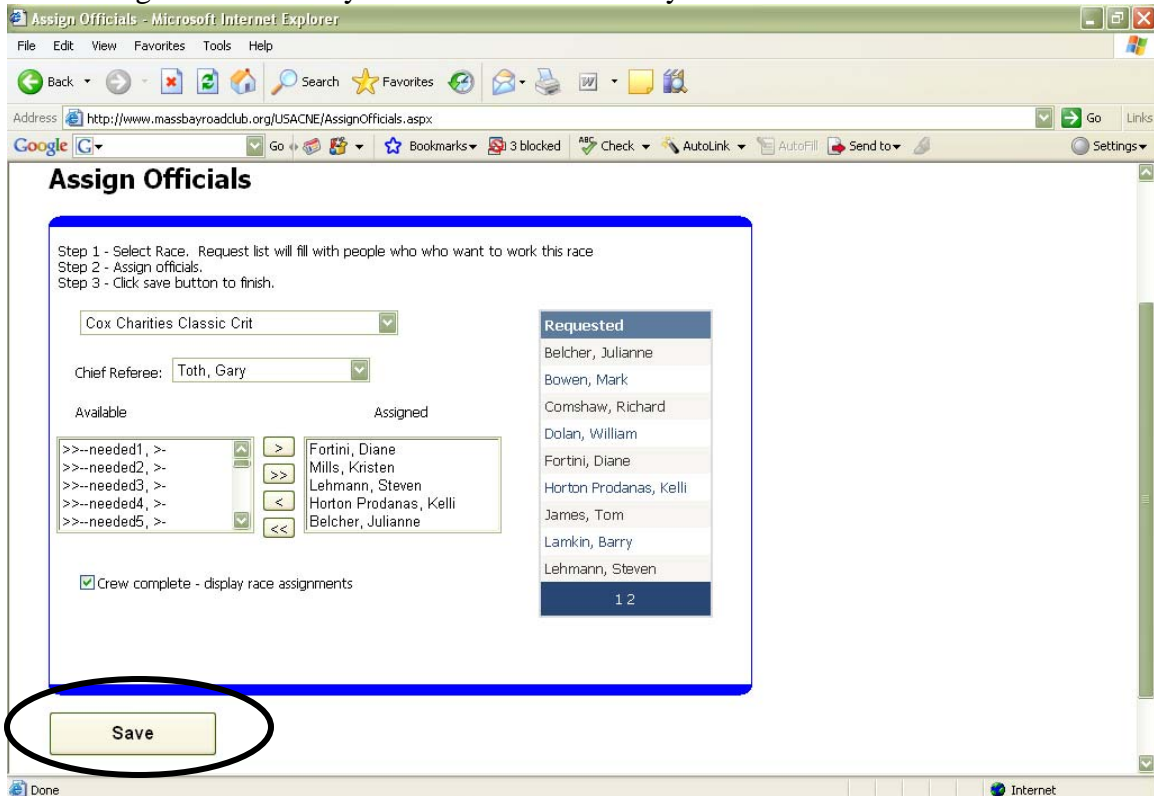 Assign Officials - Microsoft Internet Explorer
File Edit View Favorites Tools Help
Back Search Favorites
Address http://www.massbayroadclub.org/USACNE/AssignOfficials.aspx Go Links
Google G Go Bookmarks 3 blocked ABC Check AutoLink AutoFill Send to Settings
Assign Officials
Step 1 - Select Race. Request list will fill with people who who want to work this race
Step 2 - Assign officials.
Step 3 - Click save button to finish.
Cox Charities Classic Crit
Chief Referee: Toth, Gary
Available Assigned
>>--needed1, >-
>>--needed2, >-
>>--needed3, >-
>>--needed4, >-
>>--needed5, >-
>
>>
<
<<
Fortini, Diane
Mills, Kristen
Lehmann, Steven
Horton Prodanas, Kelli
Belcher, Julianne
Crew complete - display race assignments
Requested
Belcher, Julianne
Bowen, Mark
Comshaw, Richard
Dolan, William
Fortini, Diane
Horton Prodanas, Kelli
James, Tom
Lamkin, Barry
Lehmann, Steven
1 2
Save
Done Internet